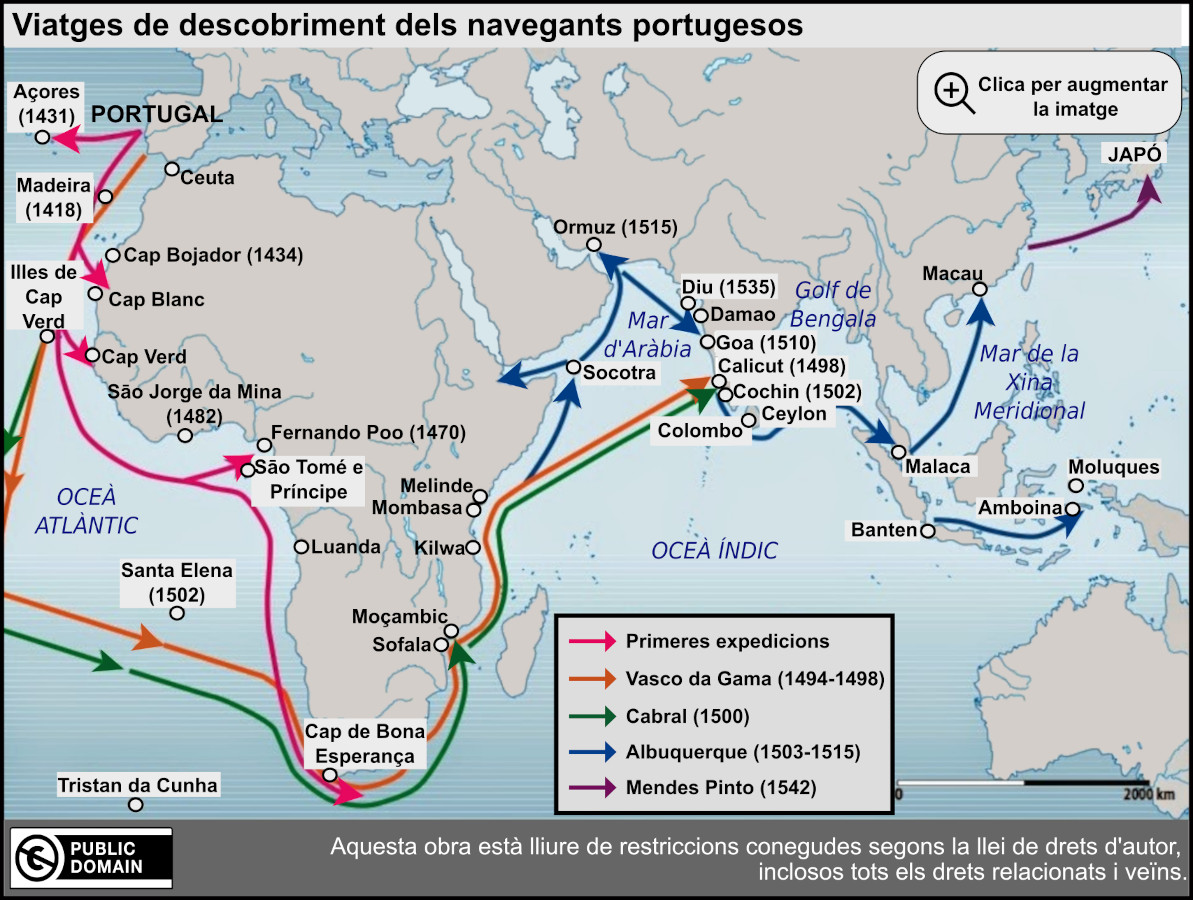 Viatges de descobriment dels navegants portugesos
Clica per augmentar
la imatge
Açores
(1431)
PORTUGAL
JAPÓ
Ceuta
Madeira
(1418)
Ormuz (1515)
Cap Bojador (1434)
Illes de
Cap
Verd
Cap Blanc
Macau
Diu (1535)
Golf de
Bengala
Damao
Mar
d'Aràbia
Goa (1510)
Cap Verd
Calicut (1498)
Mar de la
Xina
Meridional
Socotra
São Jorge da Mina
(1482)
Cochin (1502)
Ceylon
Colombo
Fernando Poo (1470)
São Tomé e
Príncipe
Malaca
Moluques
Melinde
Mombasa
OCEÀ
ATLÀNTIC
Amboina
Banten
Luanda
Kilwa
OCEÀ ÍNDIC
Santa Elena
(1502)
Moçambic
Sofala
Primeres expedicions
Vasco da Gama (1494-1498)
Cabral (1500)
Albuquerque (1503-1515)
Mendes Pinto (1542)
Cap de Bona
Esperança
Tristan da Cunha
0 2000 km
PUBLIC
DOMAIN
Aquesta obra està lliure de restriccions conegudes segons la llei de drets d'autor,
inclosos tots els drets relacionats i veïns.